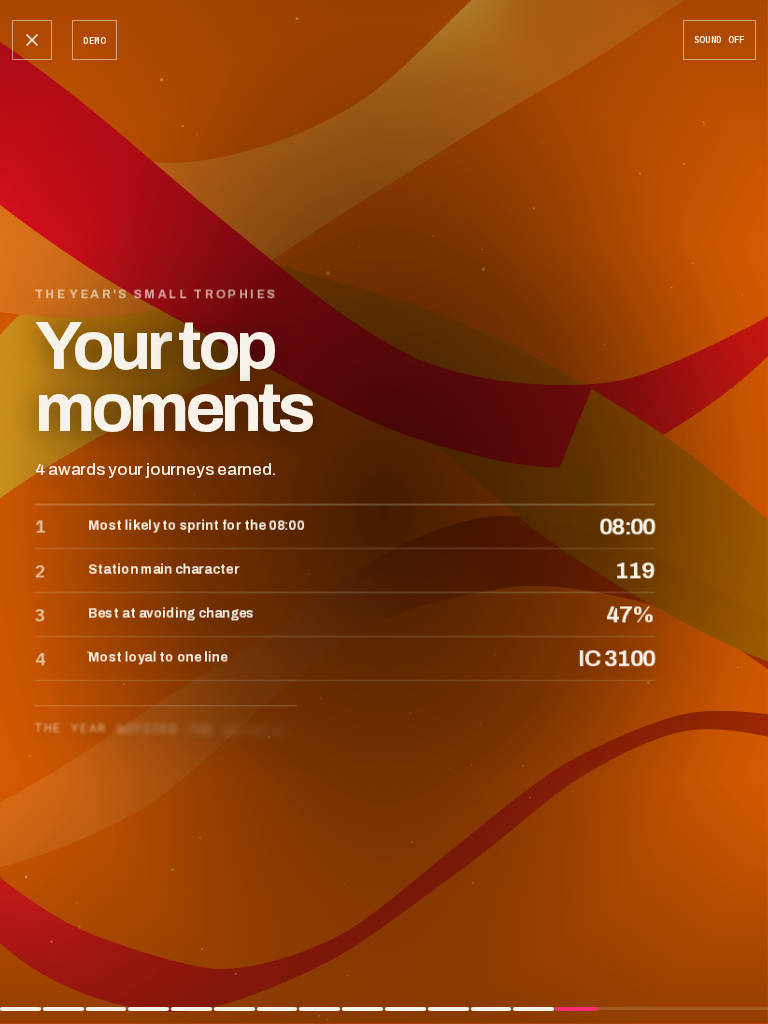 DEMO
SOUND OFF
THE YEAR'S SMALL TROPHIES
Your top
moments
4 awards your journeys earned.
1 Most likely to sprint for the 08:00 08:00
2 Station main character 119
3 Best at avoiding changes 47%
4 Most loyal to one line IC 3100
THE YEAR NOTICED THE